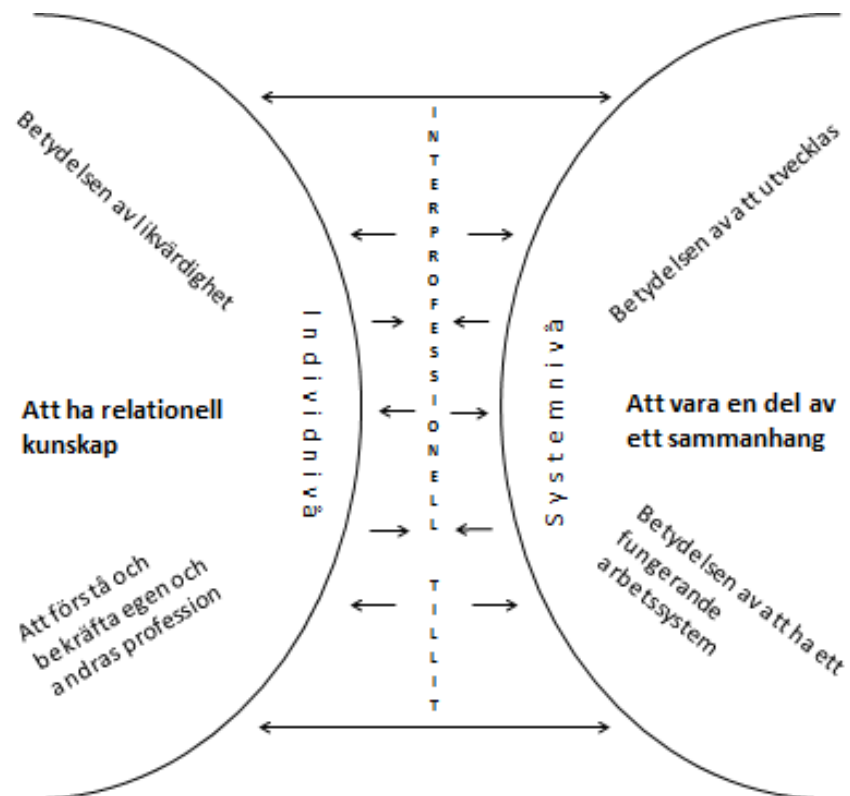 Betydelsen av likvärdighet
Att ha relationell
kunskap
Att förstå och
bekräfta egen och
andras profession
Individnivå
INTERPROFESSIONELL TILLIT
Systemnivå
Betydelsen av att utvecklas
Att vara en del av
ett sammanhang
Betydelsen av att ha ett
fungerande
arbetssystem